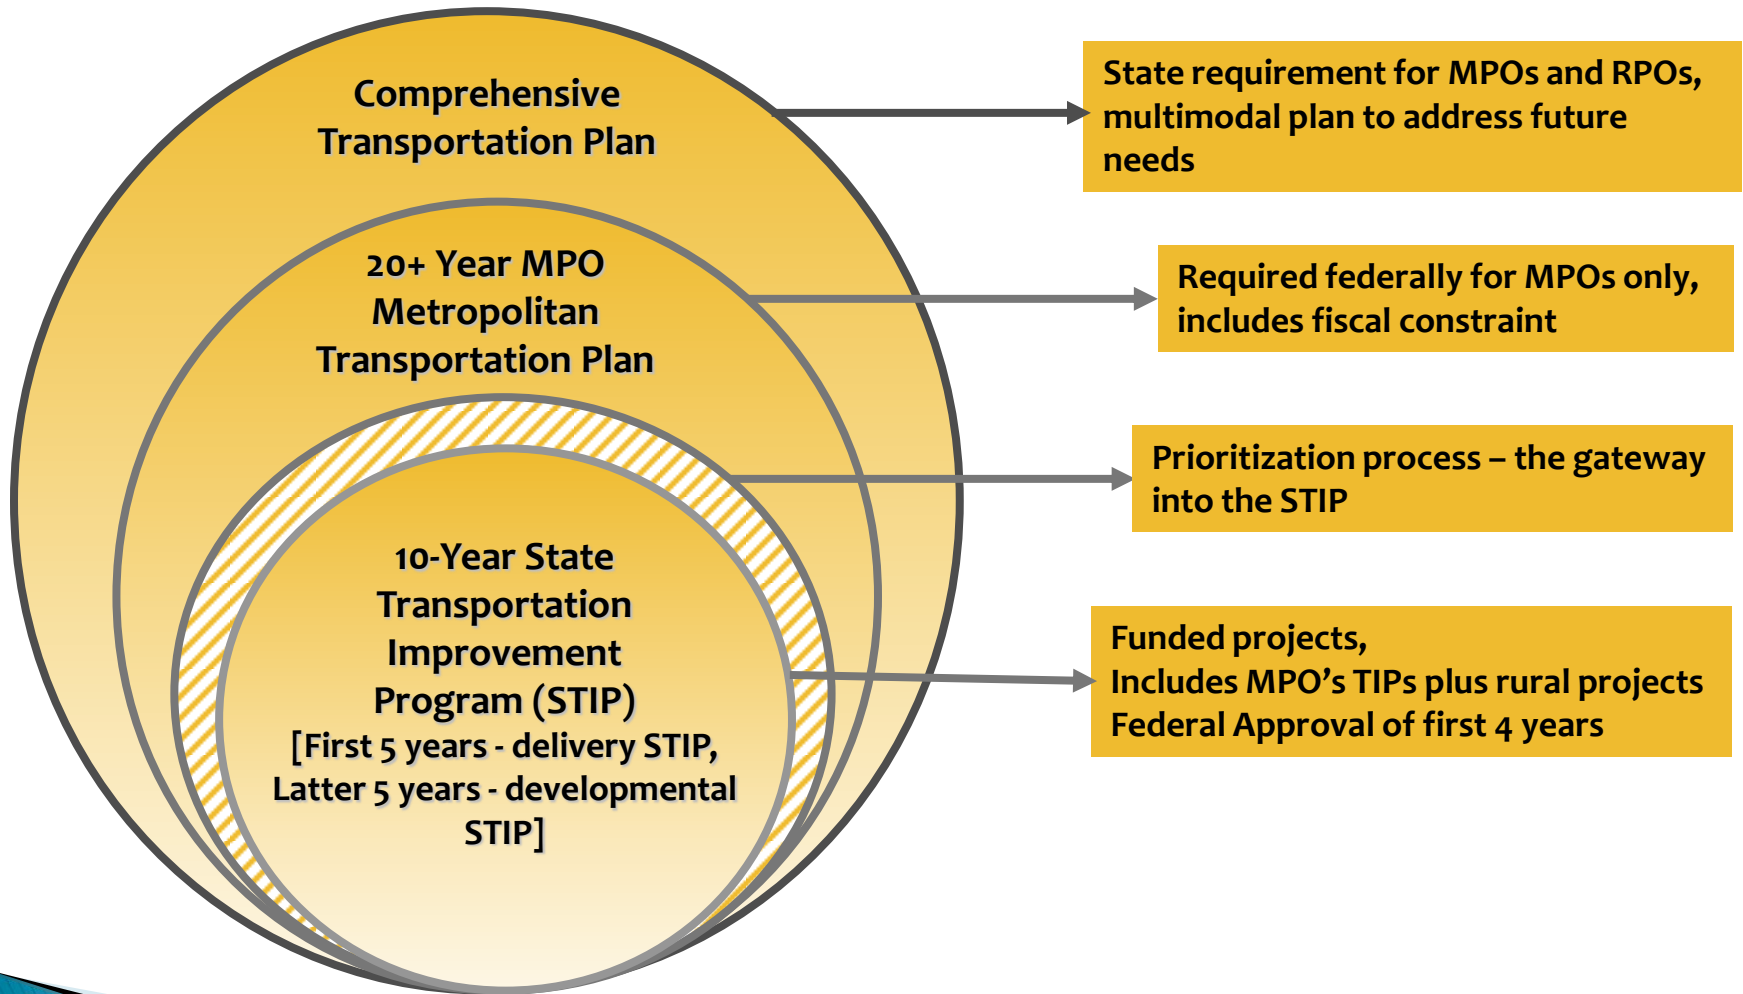 Comprehensive
Transportation Plan
State requirement for MPOs and RPOs,
multimodal plan to address future
needs
20+ Year MPO
Metropolitan
Transportation Plan
Required federally for MPOs only,
includes fiscal constraint
Prioritization process – the gateway
into the STIP
10-Year State
Transportation
Improvement
Program (STIP)
[First 5 years - delivery STIP,
Latter 5 years - developmental
STIP]
Funded projects,
Includes MPO’s TIPs plus rural projects
Federal Approval of first 4 years